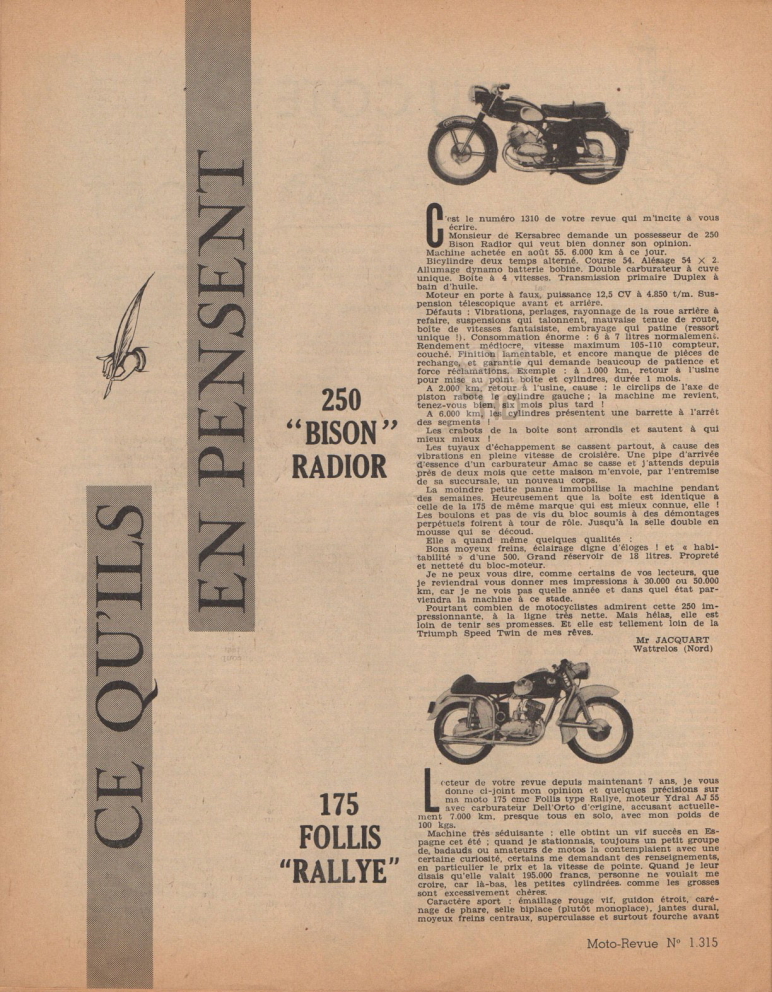 CE QU'ILS
EN PENSENT
250
“BISON”
RADIOR
C'est le numéro 1310 de votre revue qui m'incite à vous
écrire.
Monsieur de Kersabrec demande un possesseur de 250
Bison Radior qui veut bien donner son opinion.
Machine achetée en août 55. 6.000 km à ce jour.
Bicylindre deux temps alterné. Course 54. Alésage 54 × 2.
Allumage dynamo batterie bobine. Double carburateur à cuve
unique. Boîte à 4 vitesses. Transmission primaire Duplex à
bain d'huile.
Moteur en porte à faux, puissance 12,5 CV à 4.850 t/m. Sus-
pension télescopique avant et arrière.
Défauts : Vibrations, perlages, rayonnage de la roue arrière à
refaire, suspensions qui talonnent, mauvaise tenue de route,
boîte de vitesses fantaisiste, embrayage qui patine (ressort
unique !). Consommation énorme : 6 à 7 litres normalement.
Rendement médiocre, vitesse maximum 105-110 compteur,
couché. Finition lamentable, et encore manque de pièces de
rechange et garantie qui demande beaucoup de patience et
force réclamations. Exemple : à 1.000 km, retour à l'usine
pour mise au point boîte et cylindres, durée 1 mois.
A 2.000 km, retour à l'usine, cause : le circlips de l'axe de
piston rabote le cylindre gauche ; la machine me revient,
tenez-vous bien, six mois plus tard !
A 6.000 km, les cylindres présentent une barrette à l'arrêt
des segments !
Les crabots de la boîte sont arrondis et sautent à qui
mieux mieux !
Les tuyaux d'échappement se cassent partout, à cause des
vibrations en pleine vitesse de croisière. Une pipe d'arrivée
d'essence d'un carburateur Amac se casse et j'attends depuis
près de deux mois que cette maison m'envoie, par l'entremise
de sa succursale, un nouveau corps.
La moindre petite panne immobilise la machine pendant
des semaines. Heureusement que la boîte est identique à
celle de la 175 de même marque qui est mieux connue, elle !
Les boulons et pas de vis du bloc soumis à des démontages
perpétuels foirent à tour de rôle. Jusqu'à la selle double en
mousse qui se découd.
Elle a quand même quelques qualités :
Bons moyeux freins, éclairage digne d'éloges ! et « habi-
tabilité » d'une 500. Grand réservoir de 18 litres. Propreté
et netteté du bloc-moteur.
Je ne peux vous dire, comme certains de vos lecteurs, que
je reviendrai vous donner mes impressions à 30.000 ou 50.000
km, car je ne vois pas quelle année et dans quel état par-
viendra la machine à ce stade.
Pourtant combien de motocyclistes admirent cette 250 im-
pressionnante, à la ligne très nette. Mais hélas, elle est
loin de tenir ses promesses. Et elle est tellement loin de la
Triumph Speed Twin de mes rêves.
Mr JACQUART
Wattrelos (Nord)
175
FOLLIS
“RALLYE”
Lecteur de votre revue depuis maintenant 7 ans, je vous
donne ci-joint mon opinion et quelques précisions sur
ma moto 175 cmc Follis type Rallye, moteur Ydral AJ 55
avec carburateur Dell'Orto d'origine, accusant actuelle-
ment 7.000 km, presque tous en solo, avec mon poids de
100 kgs.
Machine très séduisante : elle obtint un vif succès en Es-
pagne cet été ; quand je stationnais, toujours un petit groupe
de badauds ou amateurs de motos la contemplaient avec une
certaine curiosité, certains me demandant des renseignements,
en particulier le prix et la vitesse de pointe. Quand je leur
disais qu'elle valait 195.000 francs, personne ne voulait me
croire, car là-bas, les petites cylindrées, comme les grosses
sont excessivement chères.
Caractère sport : émaillage rouge vif, guidon étroit, caré-
nage de phare, selle biplace (plutôt monoplace), jantes dural,
moyeux freins centraux, superculasse et surtout fourche avant
Moto-Revue N° 1.315